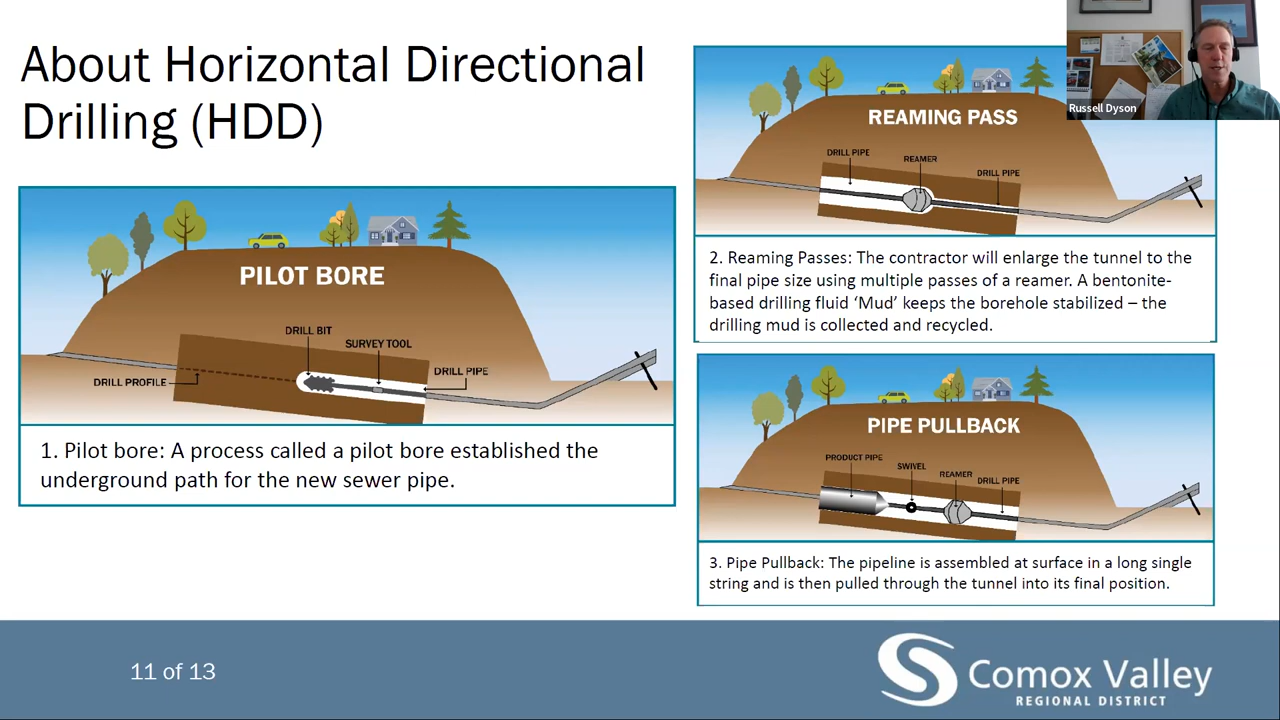 About Horizontal Directional
Drilling (HDD)
PILOT BORE
DRILL BIT
SURVEY TOOL
DRILL PIPE
DRILL PROFILE
1. Pilot bore: A process called a pilot bore established the
underground path for the new sewer pipe.
Russell Dyson
REAMING PASS
DRILL PIPE
REAMER
DRILL PIPE
2. Reaming Passes: The contractor will enlarge the tunnel to the
final pipe size using multiple passes of a reamer. A bentonite-
based drilling fluid ‘Mud’ keeps the borehole stabilized – the
drilling mud is collected and recycled.
PIPE PULLBACK
PRODUCT PIPE
SWIVEL
REAMER
DRILL PIPE
3. Pipe Pullback: The pipeline is assembled at surface in a long single
string and is then pulled through the tunnel into its final position.
11 of 13
Comox Valley
REGIONAL DISTRICT